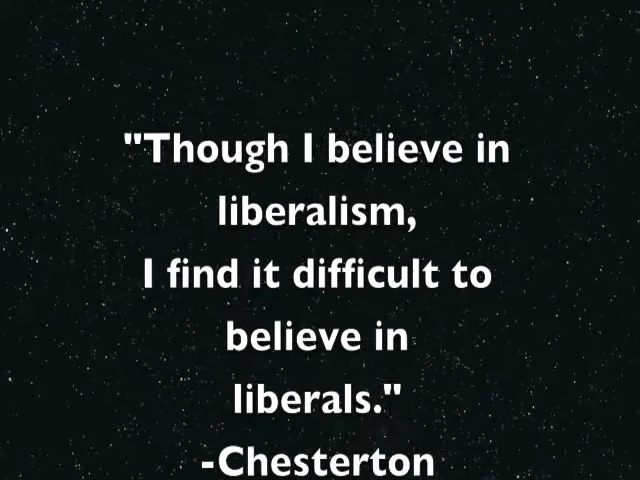 "Though I believe in
liberalism,
I find it difficult to
believe in
liberals."
-Chesterton